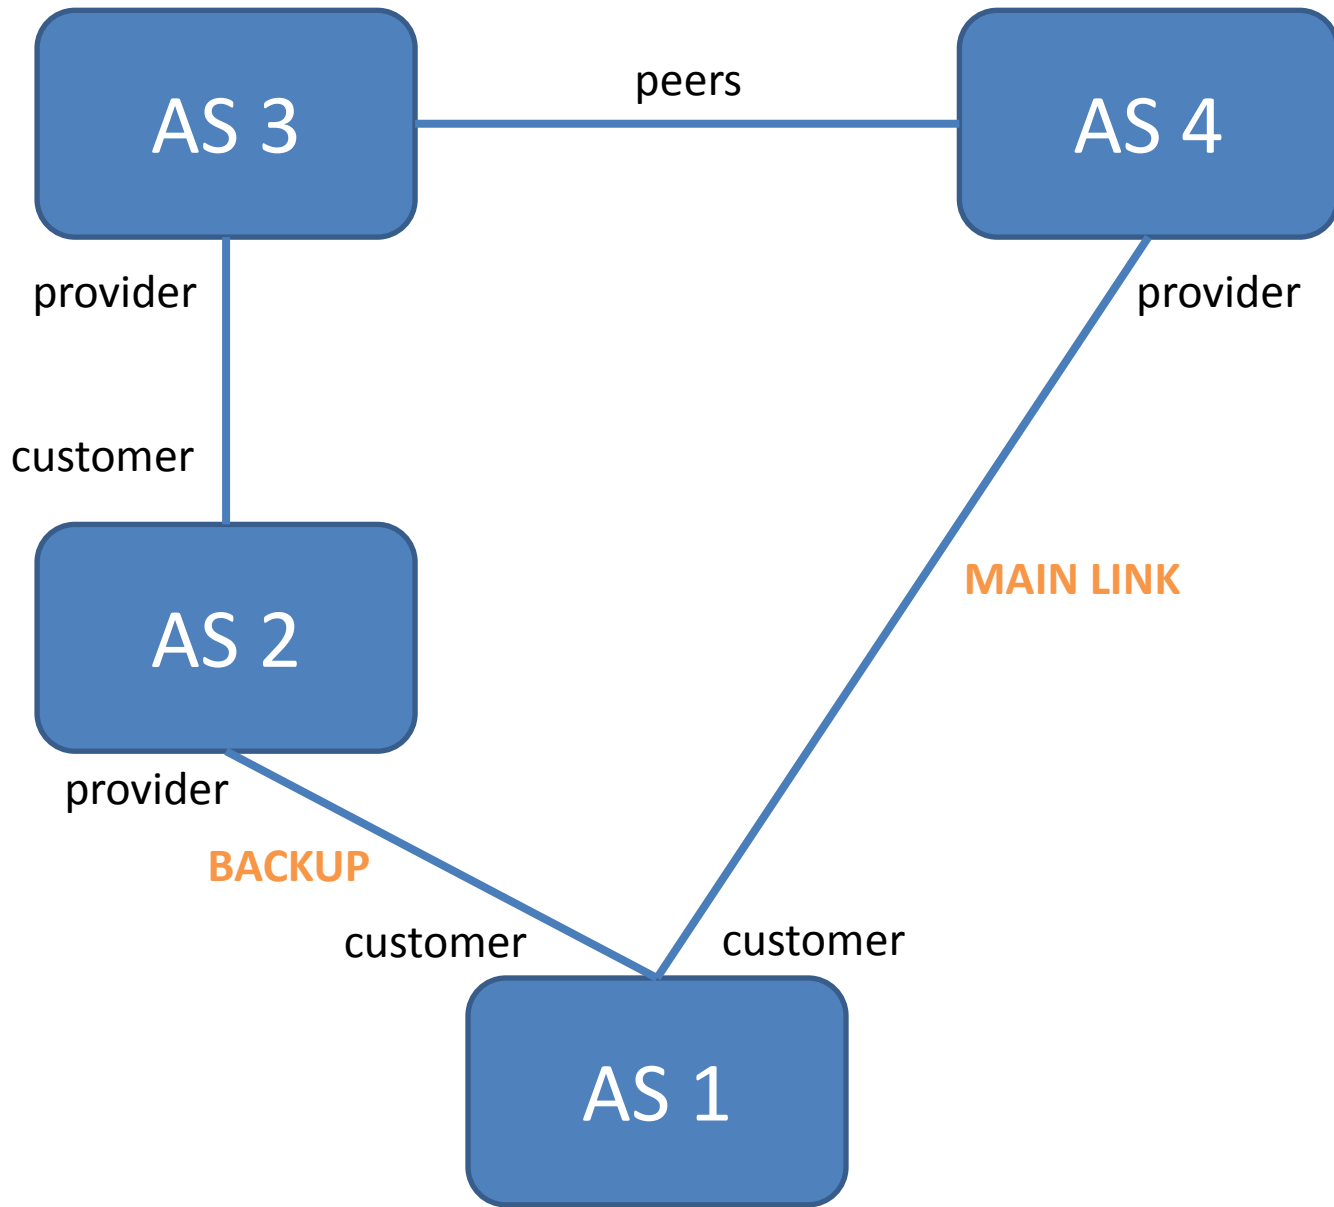 peers
AS 3
AS 4
provider
provider
customer
MAIN LINK
AS 2
provider
BACKUP
customer
customer
AS 1